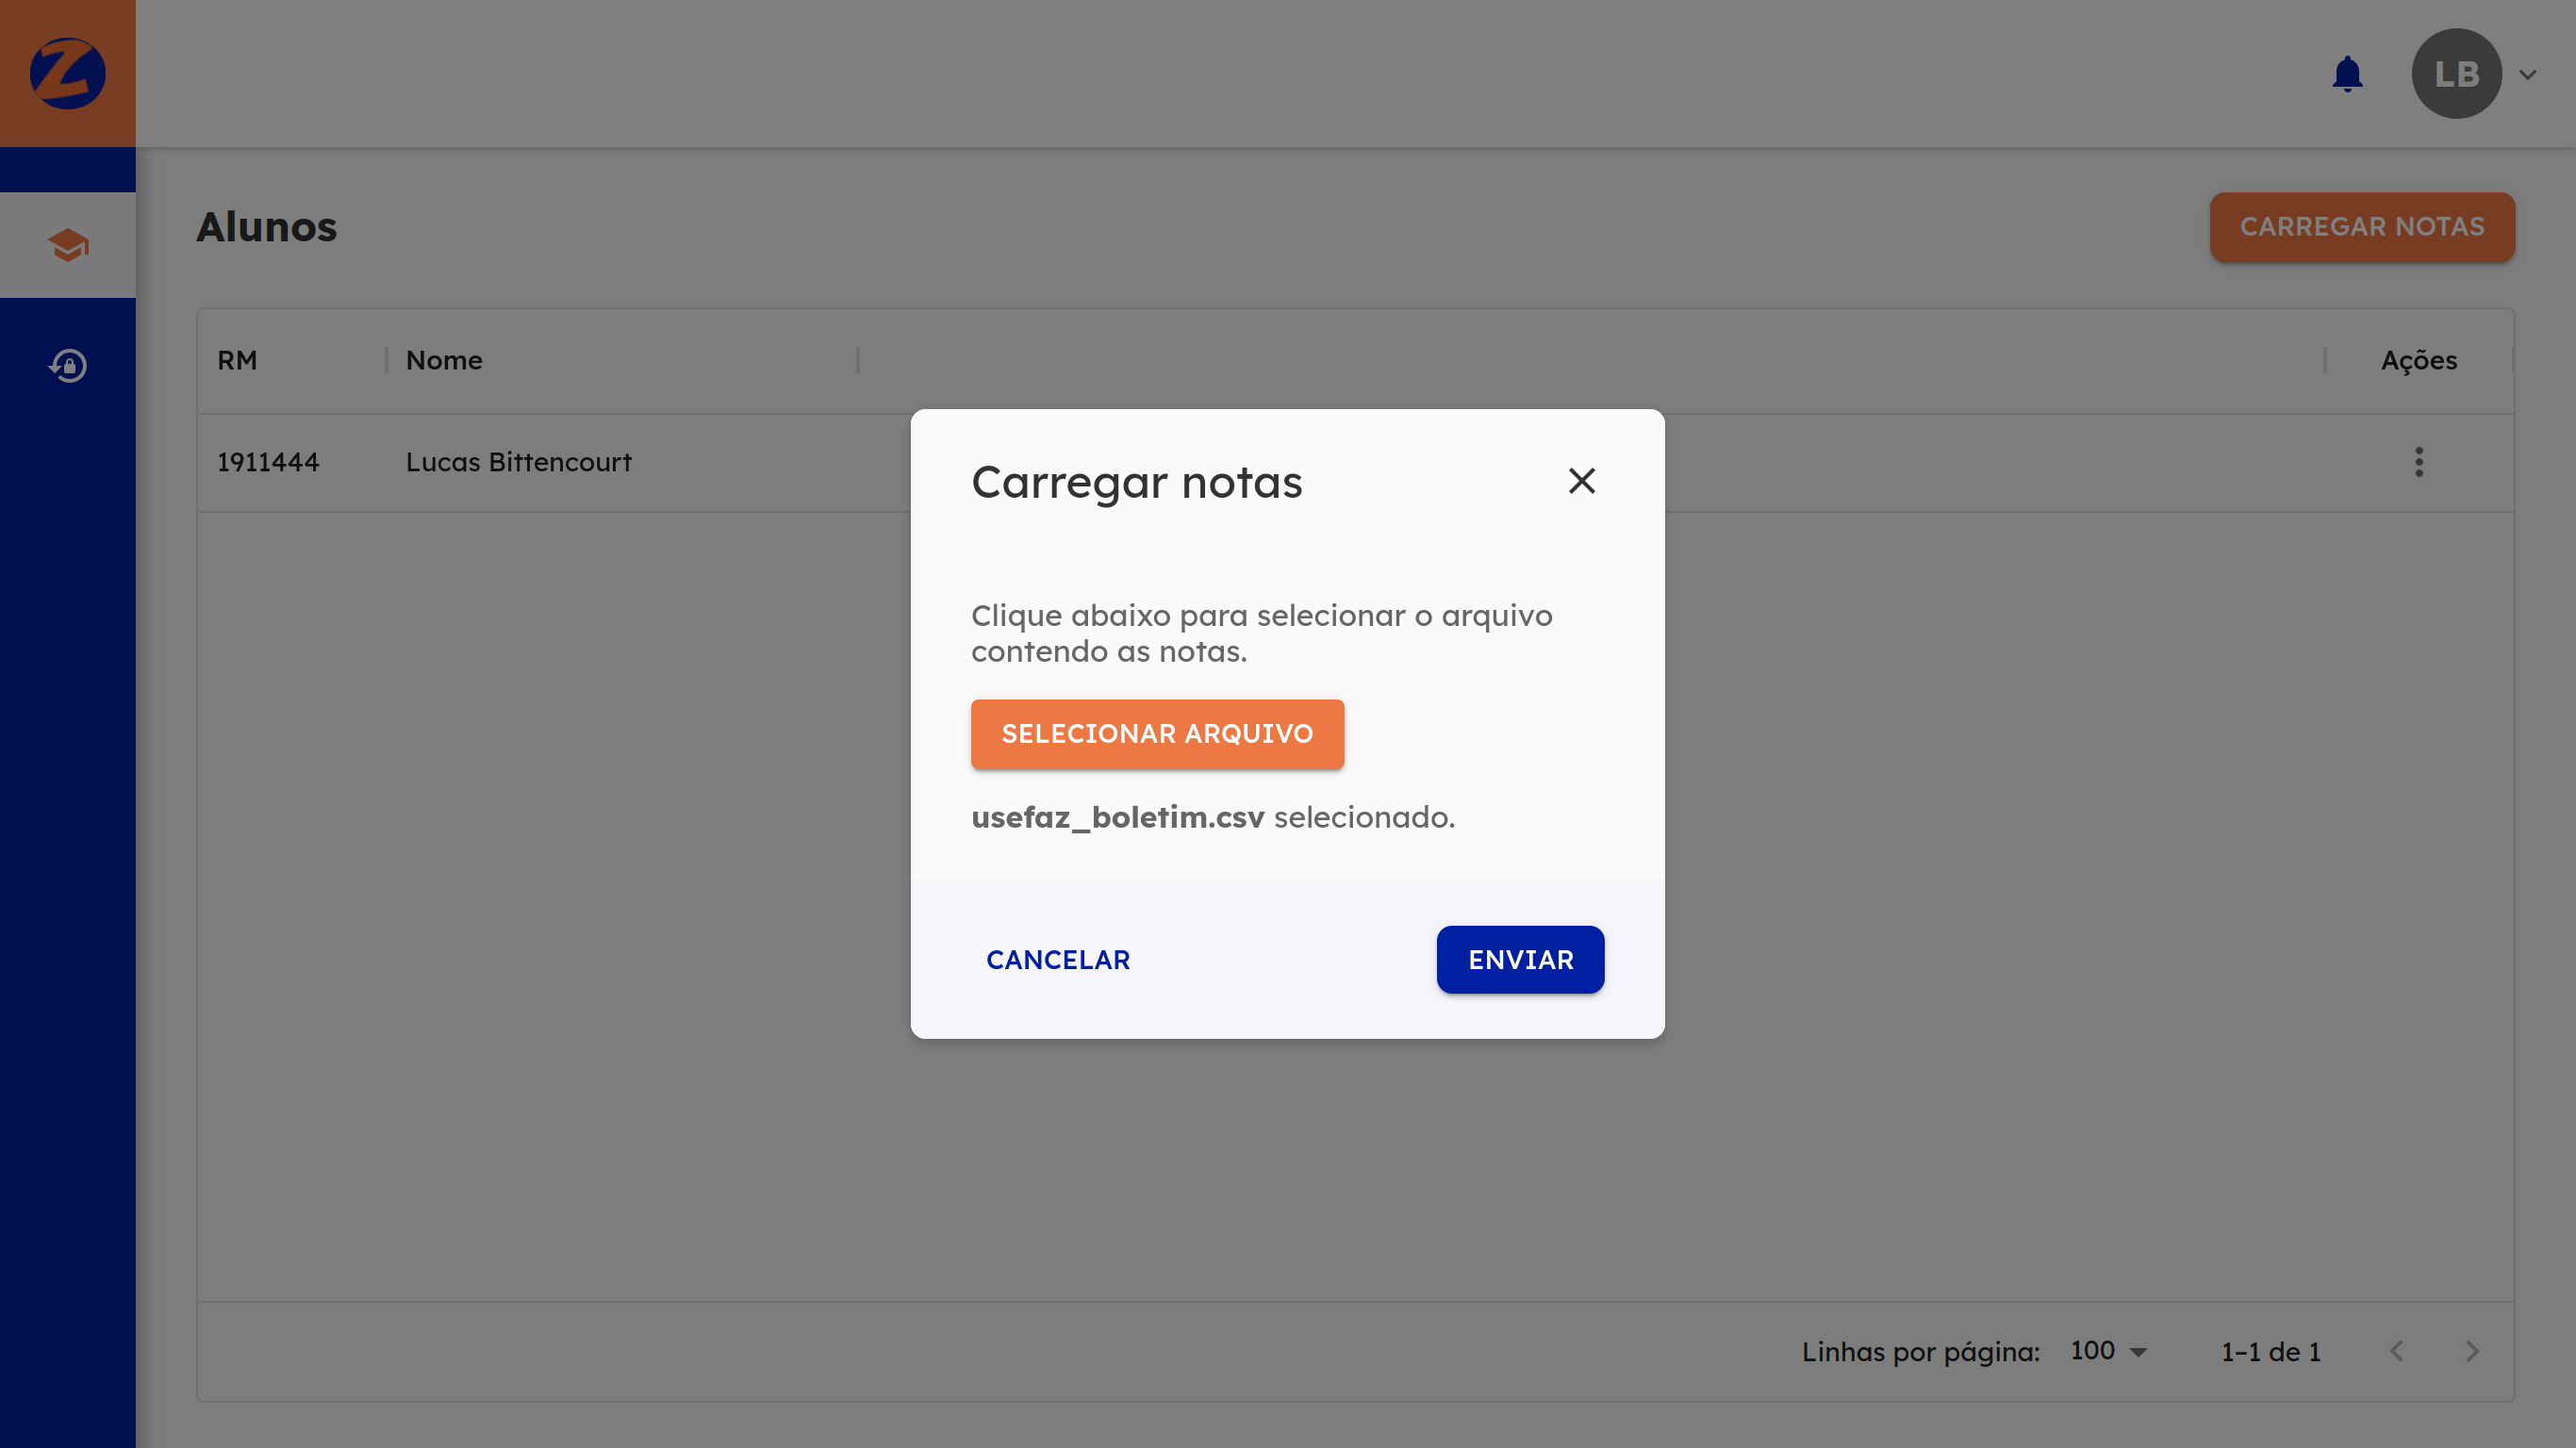 Z
LB
Alunos
CARREGAR NOTAS
RM
Nome
Ações
1911444
Lucas Bittencourt
Carregar notas
Clique abaixo para selecionar o arquivo
contendo as notas.
SELECIONAR ARQUIVO
usefaz_boletim.csv selecionado.
CANCELAR
ENVIAR
Linhas por página: 100
1–1 de 1